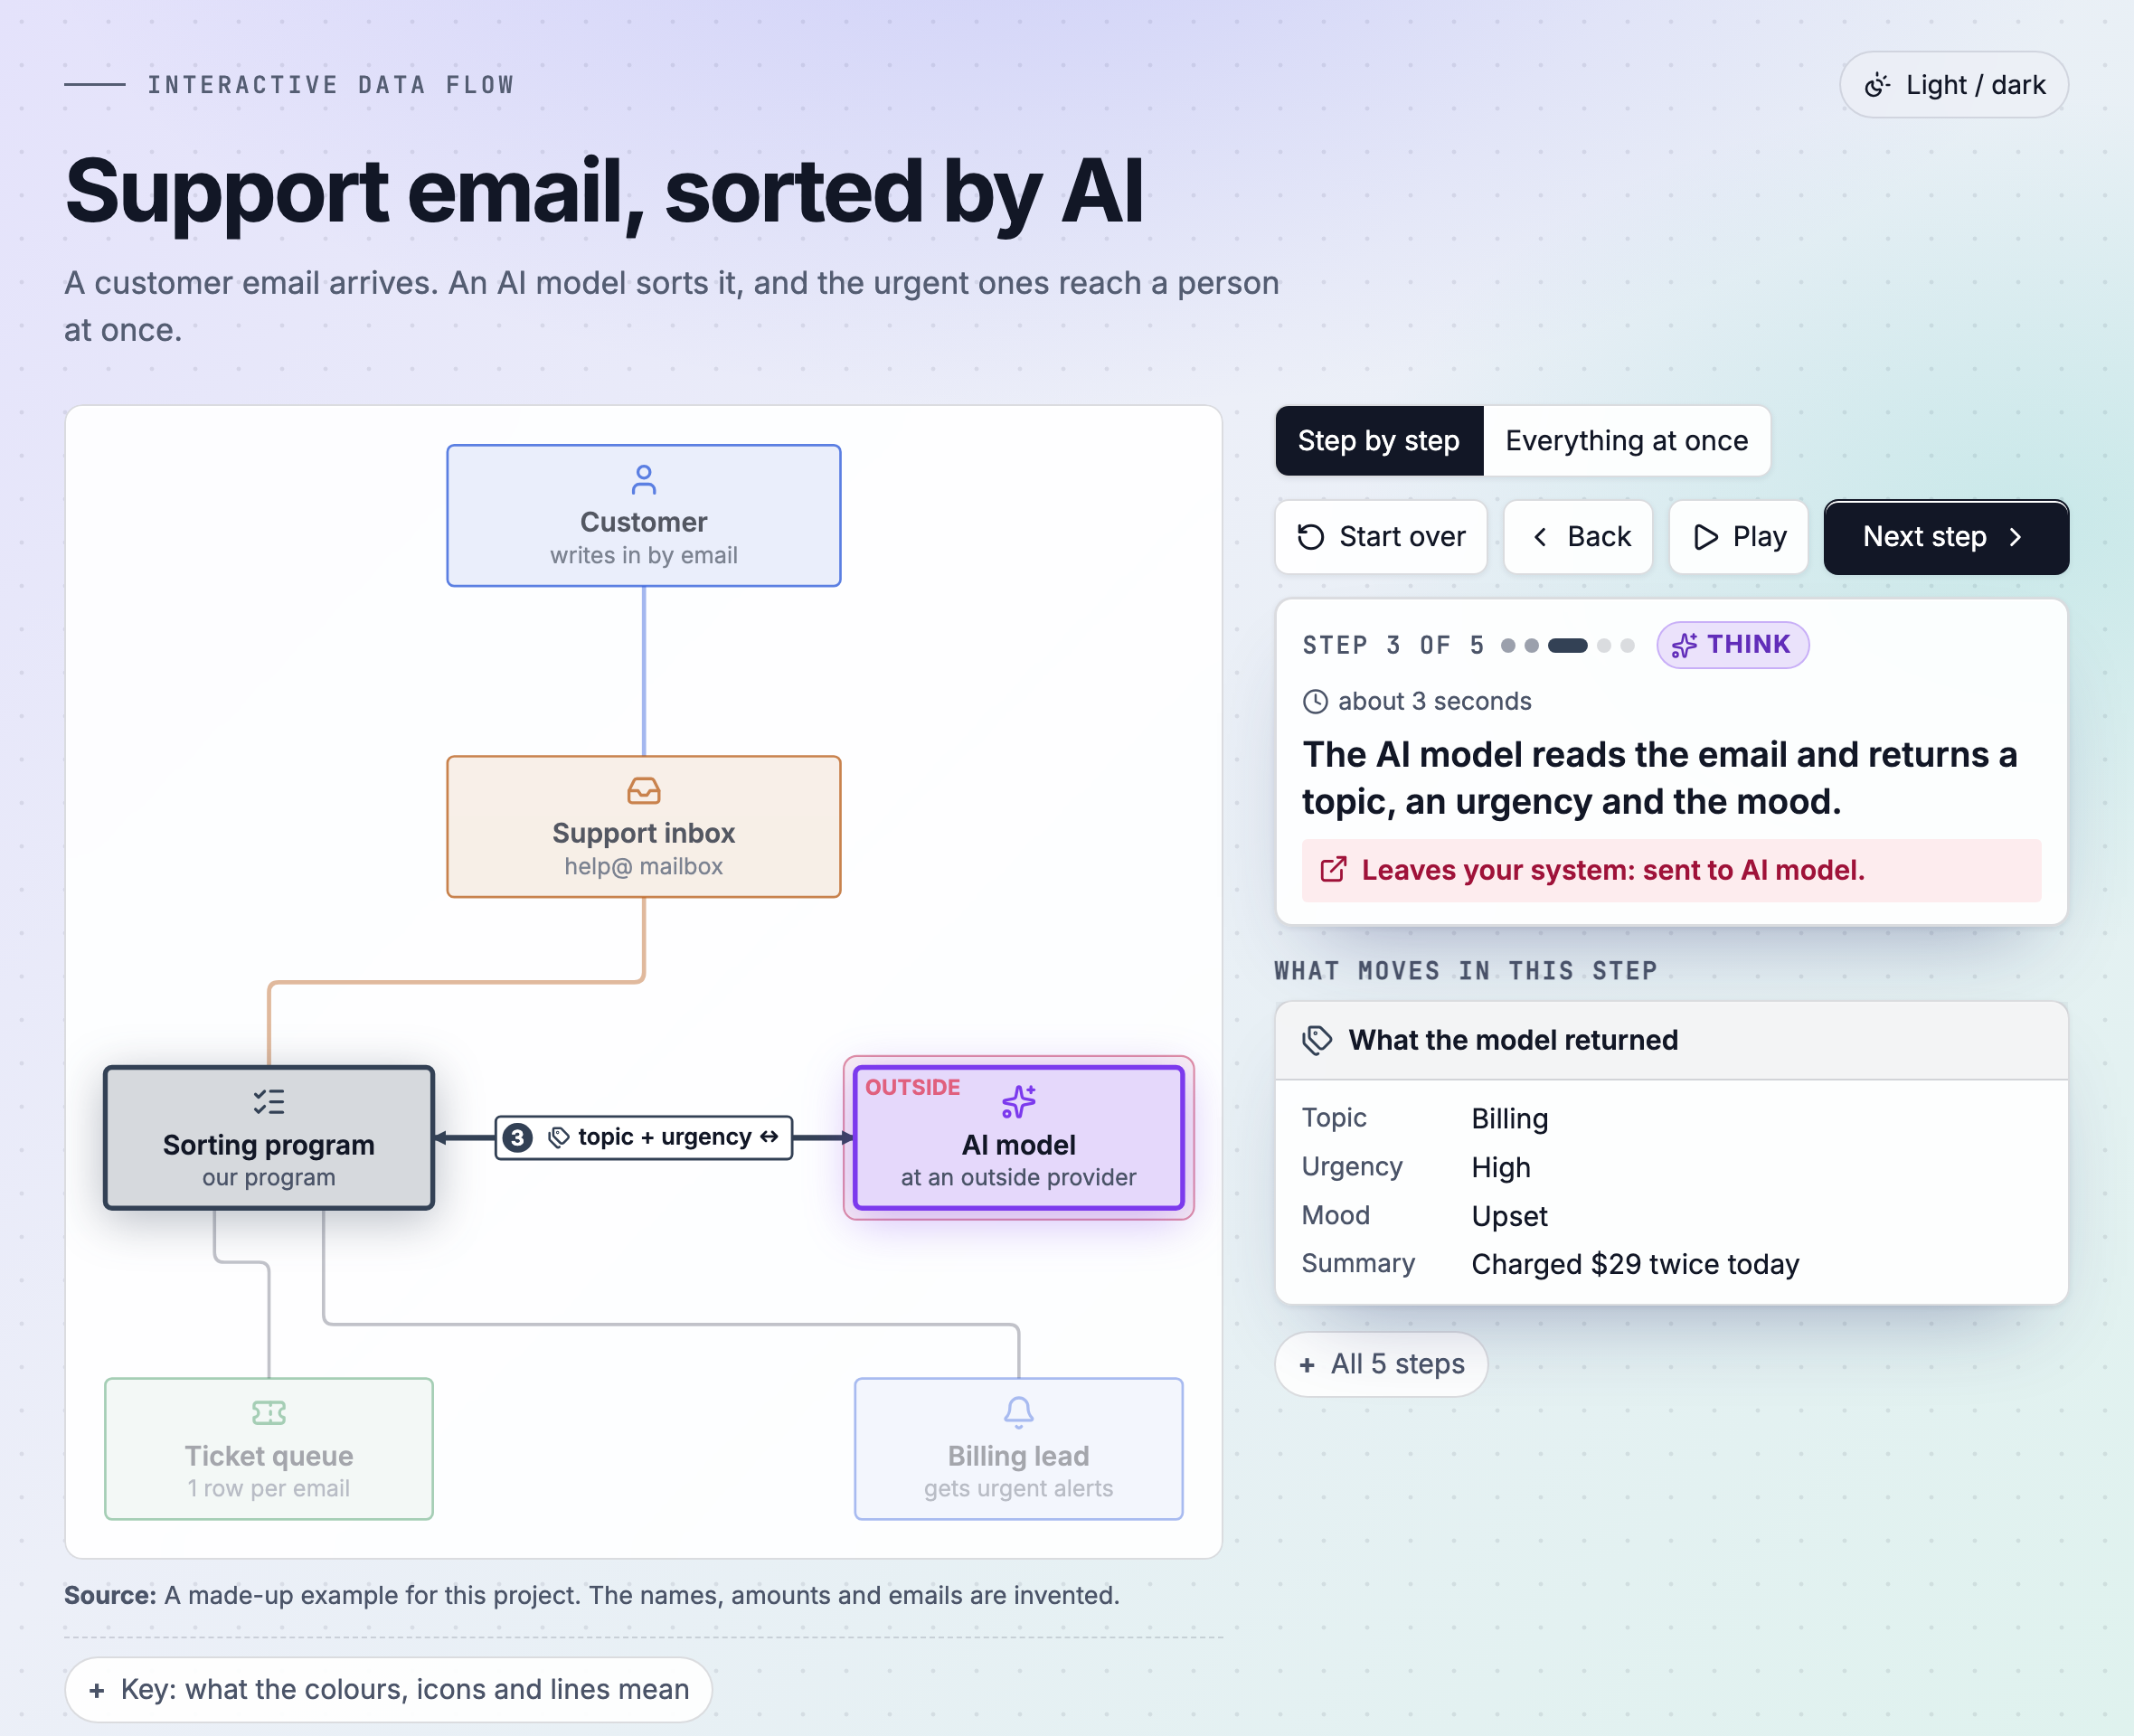 INTERACTIVE DATA FLOW
Light / dark
Support email, sorted by AI
A customer email arrives. An AI model sorts it, and the urgent ones reach a person
at once.
Customer
writes in by email
Support inbox
help@ mailbox
Sorting program
our program
3 topic + urgency ↔
OUTSIDE
AI model
at an outside provider
Ticket queue
1 row per email
Billing lead
gets urgent alerts
Source: A made-up example for this project. The names, amounts and emails are invented.
+ Key: what the colours, icons and lines mean
Step by step
Everything at once
Start over
Back
Play
Next step
STEP 3 OF 5
THINK
about 3 seconds
The AI model reads the email and returns a
topic, an urgency and the mood.
Leaves your system: sent to AI model.
WHAT MOVES IN THIS STEP
What the model returned
Topic Billing
Urgency High
Mood Upset
Summary Charged $29 twice today
+ All 5 steps